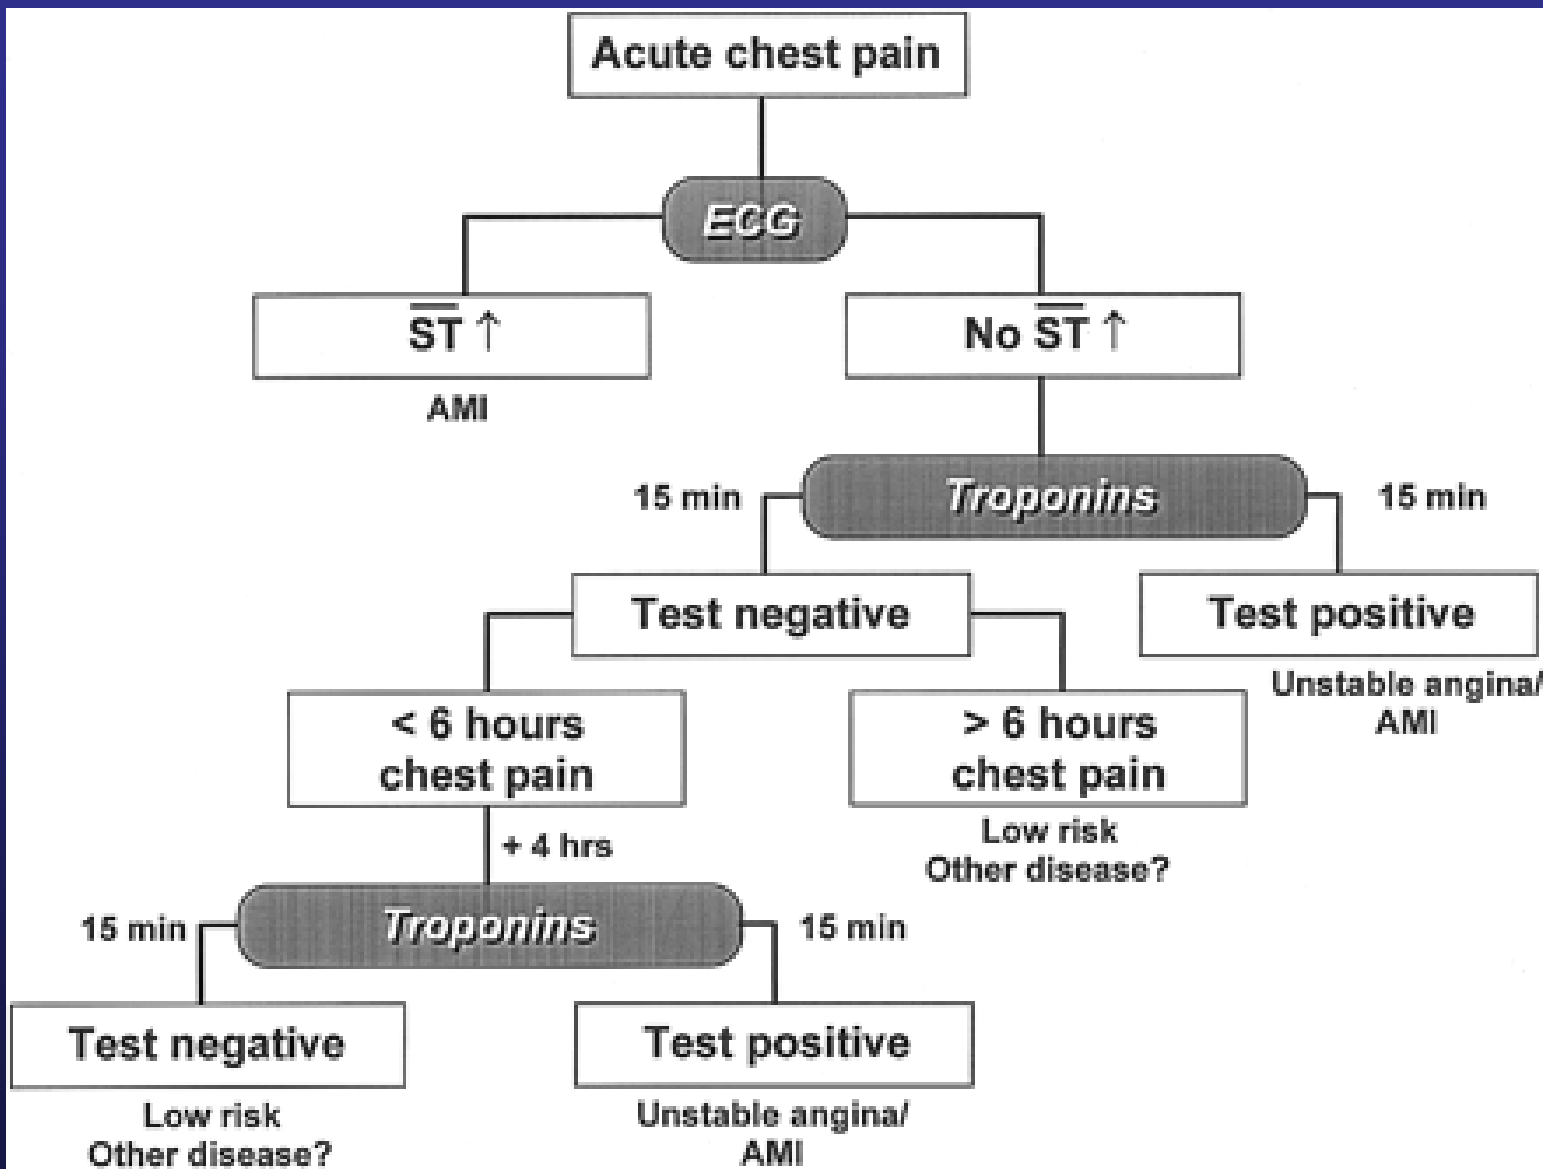 Acute chest pain
ECG
S̅T̅ ↑
No S̅T̅ ↑
AMI
Troponins
15 min
15 min
Test negative
Test positive
Unstable angina/
AMI
< 6 hours
chest pain
> 6 hours
chest pain
Low risk
Other disease?
+ 4 hrs
Troponins
15 min
15 min
Test negative
Test positive
Low risk
Other disease?
Unstable angina/
AMI